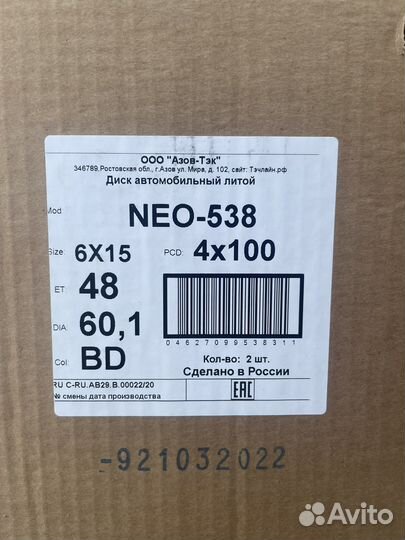 ООО "Азов-Тэк"
346789,Ростовская обл., г.Азов ул. Мира, д. 102, сайт: Тэчлайн.рф
Диск автомобильный литой
Mod
NEO-538
Size: 6X15 PCD: 4x100
ET: 48
DIA: 60,1
0462709953831 1
Col: BD
Кол-во: 2 шт.
Сделано в России
RU C-RU.АВ29.В.00022/20
№ смены дата производства
EAC
-921032022
Avito